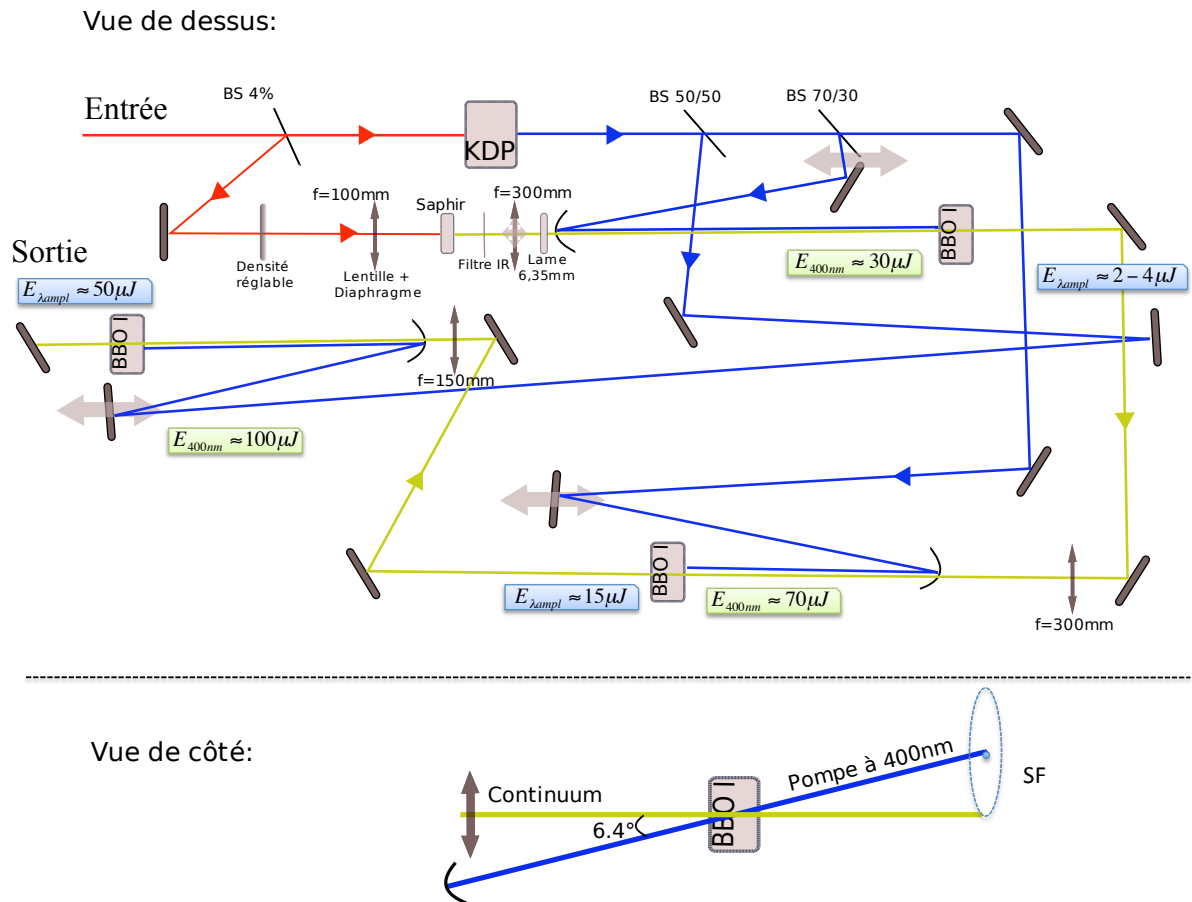 Vue de dessus:
BS 4%
Entrée
KDP
BS 50/50
BS 70/30
f=100mm
Saphir
f=300mm
BBO I
Sortie
Densité
réglable
Lentille +
Diaphragme
Filtre IR
Lame
6,35mm
E400nm ≈30μJ
Eλampl ≈2−4μJ
Eλampl ≈50μJ
BBO I
f=150mm
E400nm ≈100μJ
BBO I
Eλampl ≈15μJ
E400nm ≈70μJ
f=300mm
Vue de côté:
Continuum
6.4°
BBO I
Pompe à 400nm
SF